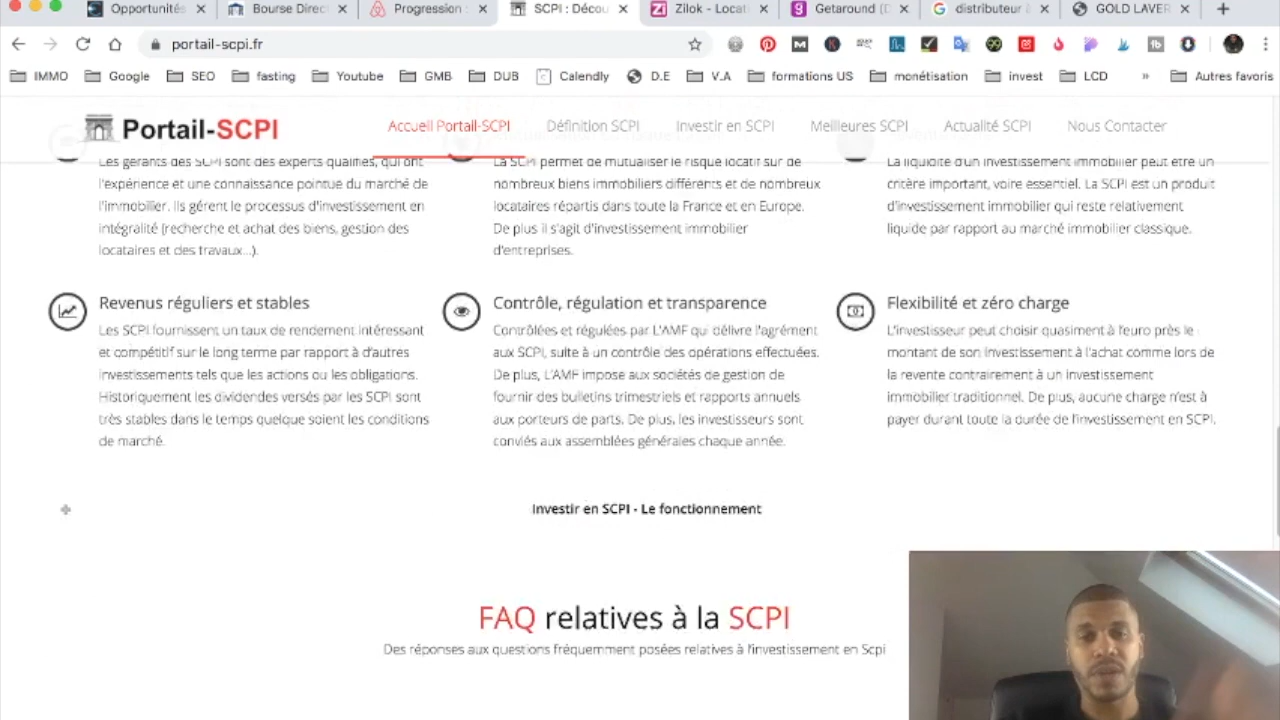 Opportunités
Bourse Direc
Progression :
SCPI : Décou
Zilok - Locati
Getaround (D
distributeur à
GOLD LAVER
portail-scpi.fr
IMMO
Google
SEO
fasting
Youtube
GMB
DUB
Calendly
D.E
V.A
formations US
monétisation
invest
LCD
»
Autres favoris
Portail-SCPI
Accueil Portail-SCPI
Définition SCPI
Investir en SCPI
Meilleures SCPI
Actualité SCPI
Nous Contacter
Les gérants des SCPI sont des experts qualifiés, qui ont
l'expérience et une connaissance pointue du marché de
l'immobilier. Ils gèrent le processus d'investissement en
intégralité (recherche et achat des biens, gestion des
locataires et des travaux...).
La SCPI permet de mutualiser le risque locatif sur de
nombreux biens immobiliers différents et de nombreux
locataires répartis dans toute la France et en Europe.
De plus il s'agit d'investissement immobilier
d'entreprises.
La liquidité d'un investissement immobilier peut être un
critère important, voire essentiel. La SCPI est un produit
d'investissement immobilier qui reste relativement
liquide par rapport au marché immobilier classique.
Revenus réguliers et stables
Les SCPI fournissent un taux de rendement intéressant
et compétitif sur le long terme par rapport à d'autres
investissements tels que les actions ou les obligations.
Historiquement les dividendes versés par les SCPI sont
très stables dans le temps quelque soient les conditions
de marché.
Contrôle, régulation et transparence
Contrôlées et régulées par L'AMF qui délivre l'agrément
aux SCPI, suite à un contrôle des opérations effectuées.
De plus, L'AMF impose aux sociétés de gestion de
fournir des bulletins trimestriels et rapports annuels
aux porteurs de parts. De plus, les investisseurs sont
conviés aux assemblées générales chaque année.
Flexibilité et zéro charge
L'investisseur peut choisir quasiment à l'euro près le
montant de son investissement à l'achat comme lors de
la revente contrairement à un investissement
immobilier traditionnel. De plus, aucune charge n'est à
payer durant toute la durée de l'investissement en SCPI.
Investir en SCPI - Le fonctionnement
FAQ relatives à la SCPI
Des réponses aux questions fréquemment posées relatives à l'investissement en Scpi